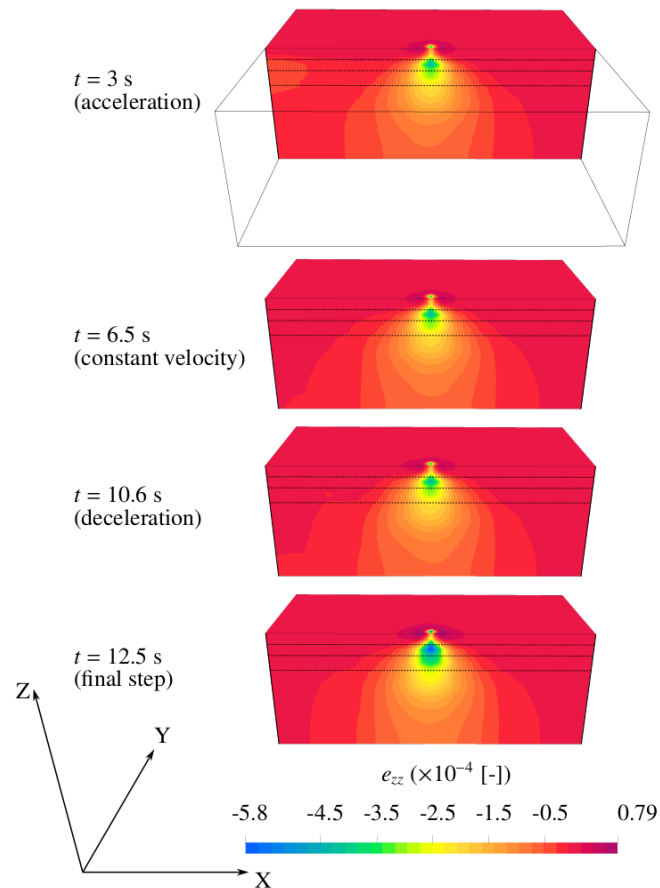 t = 3 s
(acceleration)
t = 6.5 s
(constant velocity)
t = 10.6 s
(deceleration)
t = 12.5 s
(final step)
Z
Y
X
e_zz (×10⁻⁴ [-])
-5.8 -4.5 -3.5 -2.5 -1.5 -0.5 0.79